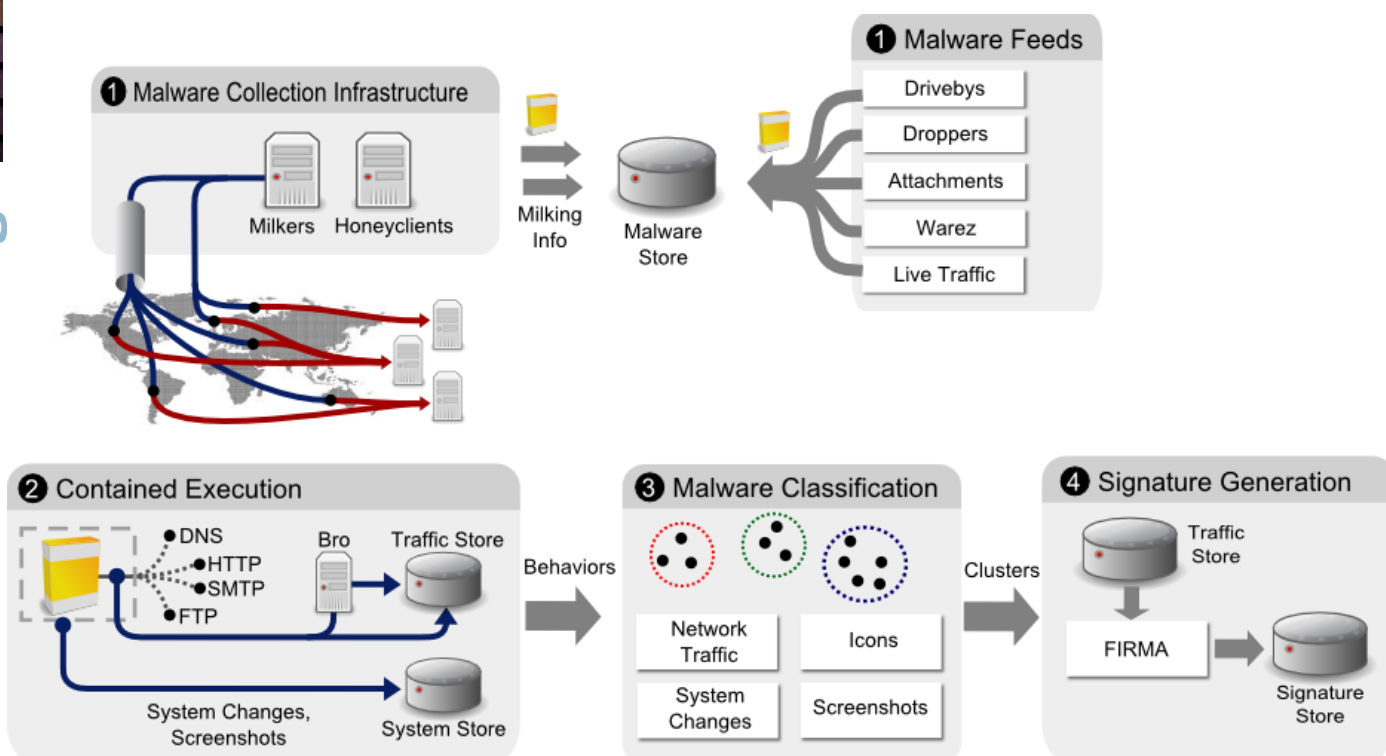 1 Malware Collection Infrastructure
Milkers
Honeyclients
Milking
Info
Malware
Store
1 Malware Feeds
Drivebys
Droppers
Attachments
Warez
Live Traffic
2 Contained Execution
DNS
HTTP
SMTP
FTP
Bro
Traffic Store
System Changes,
Screenshots
System Store
Behaviors
3 Malware Classification
Network
Traffic
Icons
System
Changes
Screenshots
Clusters
4 Signature Generation
Traffic
Store
FIRMA
Signature
Store